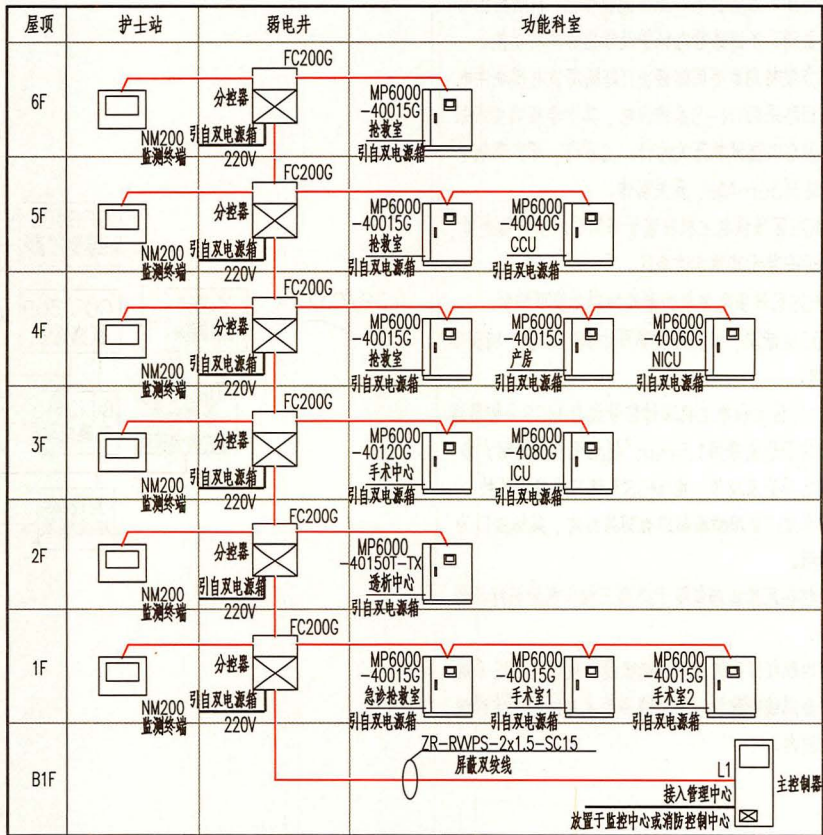 屋顶 护士站 弱电井 功能科室
6F
NM200
监测终端
FC200G
分控器
引自双电源箱
220V
MP6000
-40015G
抢救室
引自双电源箱
5F
NM200
监测终端
FC200G
分控器
引自双电源箱
220V
MP6000
-40015G
抢救室
引自双电源箱
MP6000
-40040G
CCU
引自双电源箱
4F
NM200
监测终端
FC200G
分控器
引自双电源箱
220V
MP6000
-40015G
抢救室
引自双电源箱
MP6000
-40015G
产房
引自双电源箱
MP6000
-40060G
NICU
引自双电源箱
3F
NM200
监测终端
FC200G
分控器
引自双电源箱
220V
MP6000
-40120G
手术中心
引自双电源箱
MP6000
-4080G
ICU
引自双电源箱
2F
NM200
监测终端
FC200G
分控器
引自双电源箱
220V
MP6000
-40150T-TX
透析中心
引自双电源箱
1F
NM200
监测终端
FC200G
分控器
引自双电源箱
220V
MP6000
-40015G
急诊抢救室
引自双电源箱
MP6000
-40015G
手术室1
引自双电源箱
MP6000
-40015G
手术室2
引自双电源箱
B1F
ZR-RVVPS-2x1.5-SC15
屏蔽双绞线
L1
接入管理中心
主控制器
放置于监控中心或消防控制中心